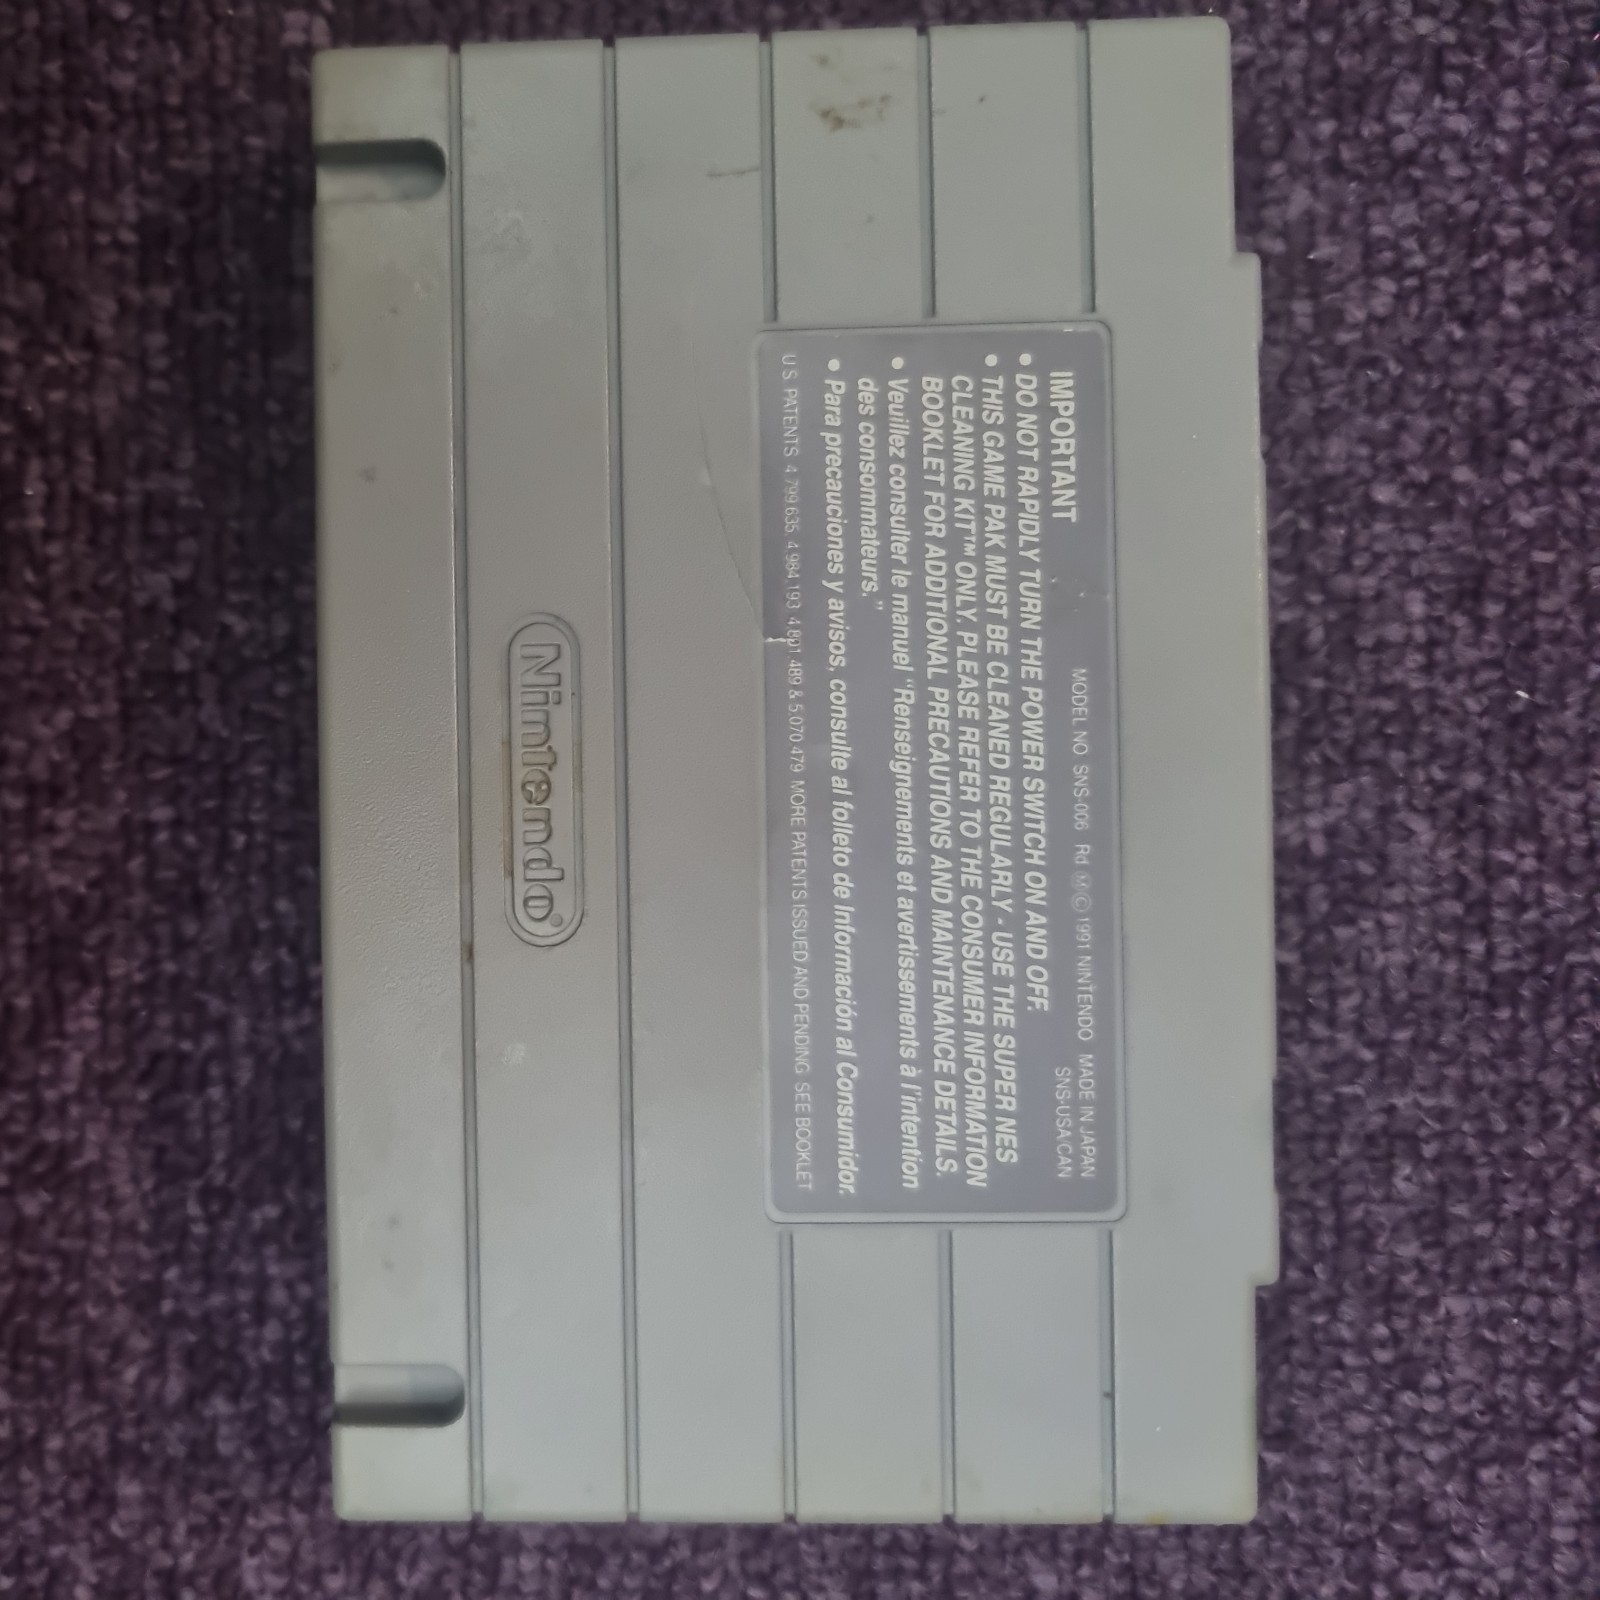 MODEL NO. SNS-006 Rd Ⓜ© 1991 NINTENDO MADE IN JAPAN
IMPORTANT SNS-USA/CAN
• DO NOT RAPIDLY TURN THE POWER SWITCH ON AND OFF.
• THIS GAME PAK MUST BE CLEANED REGULARLY - USE THE SUPER NES
CLEANING KIT™ ONLY. PLEASE REFER TO THE CONSUMER INFORMATION
BOOKLET FOR ADDITIONAL PRECAUTIONS AND MAINTENANCE DETAILS.
• Veuillez consulter le manuel "Renseignements et avertissements à l'intention
des consommateurs."
• Para precauciones y avisos, consulte al folleto de Información al Consumidor.
U.S. PATENTS 4,799,635, 4,984,193, 4,801,489 & 5,070,479 MORE PATENTS ISSUED AND PENDING SEE BOOKLET
Nintendo®